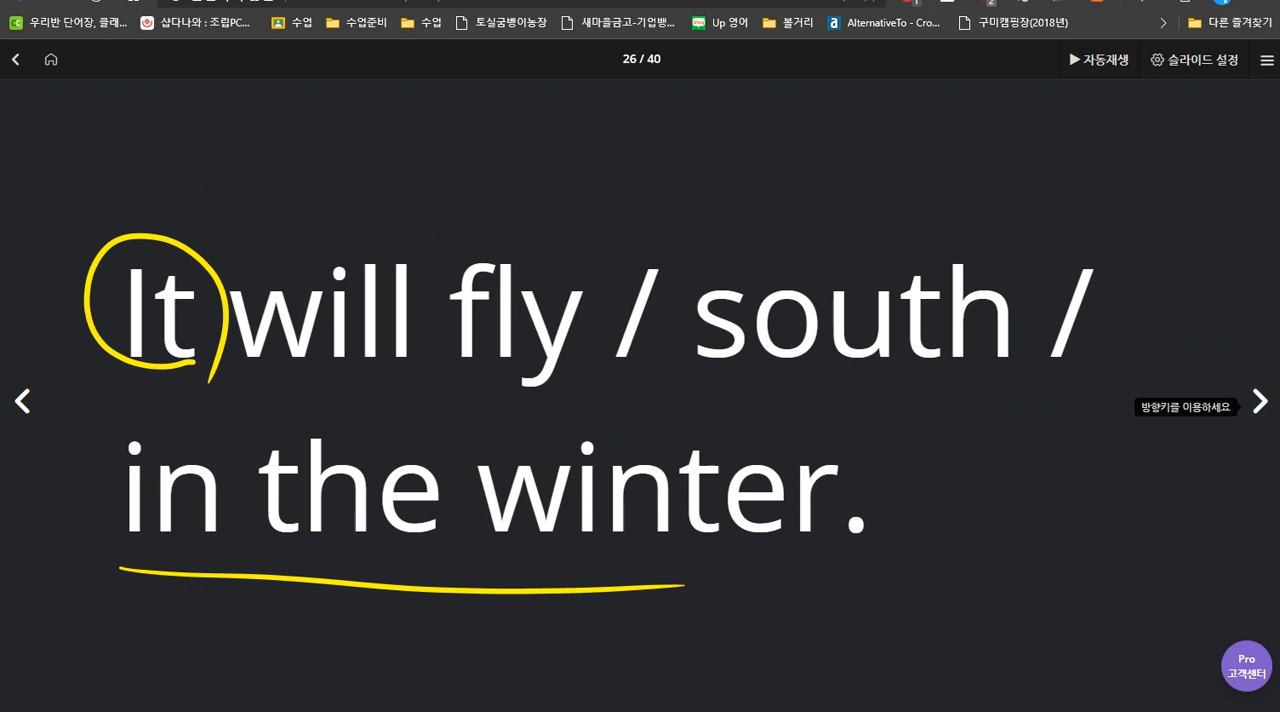 우리반 단어장, 클래...
샵다나와 : 조립PC...
수업
수업준비
수업
토실굼벵이농장
새마을금고-기업뱅...
Up 영어
볼거리
AlternativeTo - Cro...
구미캠핑장(2018년)
다른 즐겨찾기
26 / 40
자동재생
슬라이드 설정
It will fly / south /
방향키를 이용하세요
in the winter.
Pro
고객센터